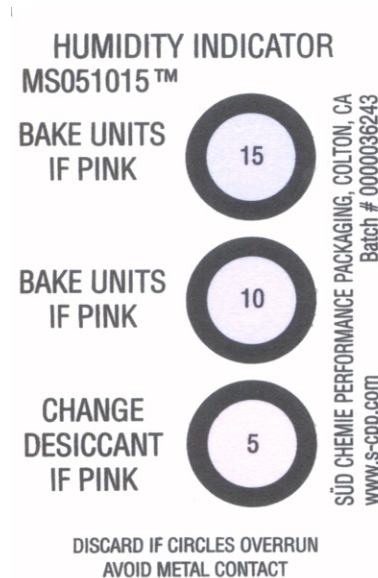 HUMIDITY INDICATOR
MS051015™
BAKE UNITS
IF PINK
15
BAKE UNITS
IF PINK
10
CHANGE
DESICCANT
IF PINK
5
DISCARD IF CIRCLES OVERRUN
AVOID METAL CONTACT
SÜD CHEMIE PERFORMANCE PACKAGING, COLTON, CA
www.s-cpp.com Batch # 0000036243